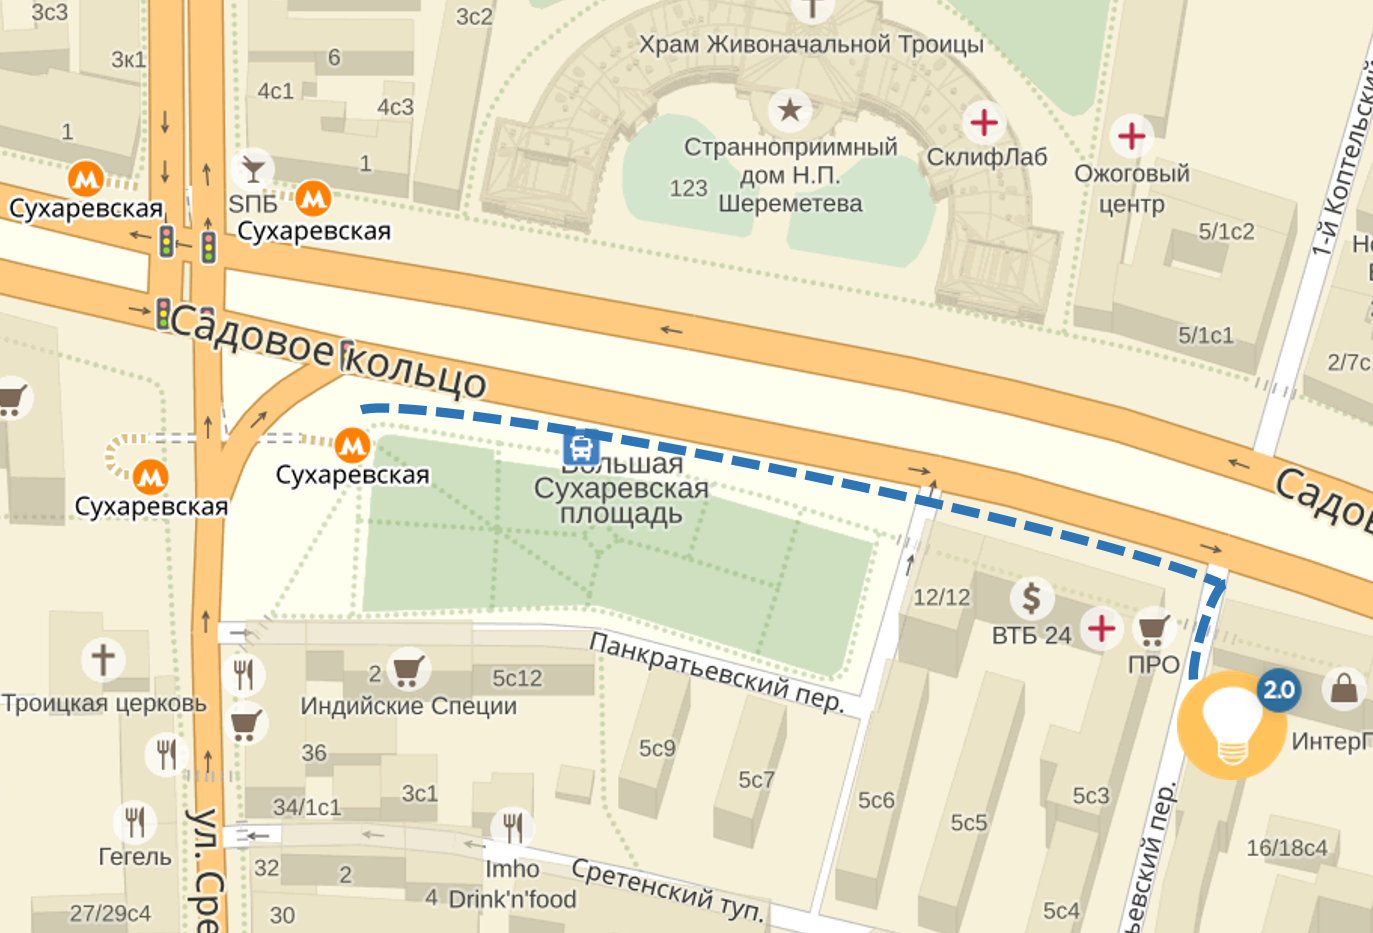 3с3
3с2
3к1
6
Храм Живоначальной Троицы
4с1
4с3
1
1
123
Странноприимный
дом Н.П.
Шереметева
СклифЛаб
Ожоговый
центр
1-й Коптельский
5/1с2
5/1с1
2/7с
Сухаревская
SПБ
Сухаревская
Садовое кольцо
Садов
Сухаревская
Сухаревская
Большая
Сухаревская
площадь
12/12
ВТБ 24
ПРО
2.0
Панкратьевский пер.
Троицкая церковь
2
Индийские Специи
5с12
ИнтерП
36
3с1
34/1с1
5с9
5с7
5с6
5с5
5с3
16/18с4
Гегель
ул. Сре
32
2
Imho
Drink'n'food
4
Сретенский туп.
ьевский пер.
27/29с4
30
5с4